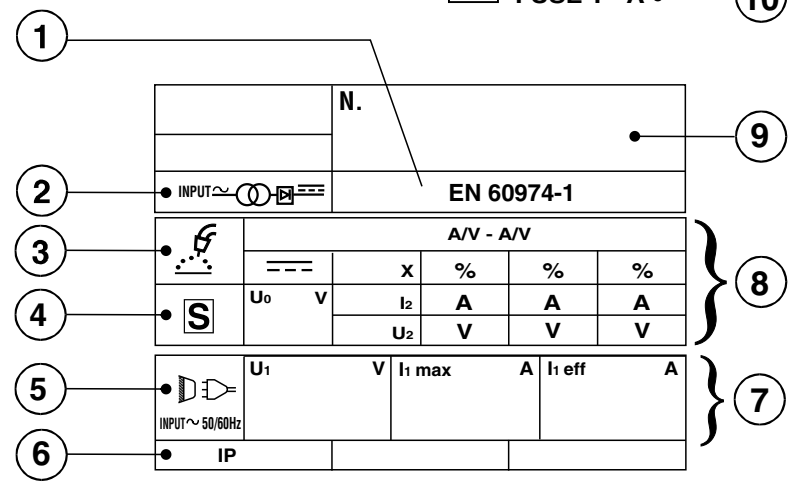 FUSE T A
10
1
N.
9
2
INPUT
EN 60974-1
3
A/V - A/V
X % % %
8
4
S
U0 V
I2 A A A
U2 V V V
5
U1 V
I1 max A
I1 eff A
7
INPUT ~ 50/60Hz
6
IP